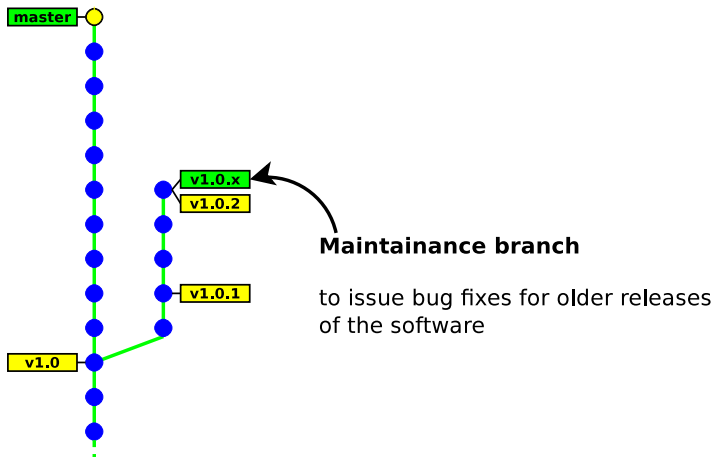 master
v1.0.x
v1.0.2
Maintainance branch
v1.0.1
to issue bug fixes for older releases
of the software
v1.0